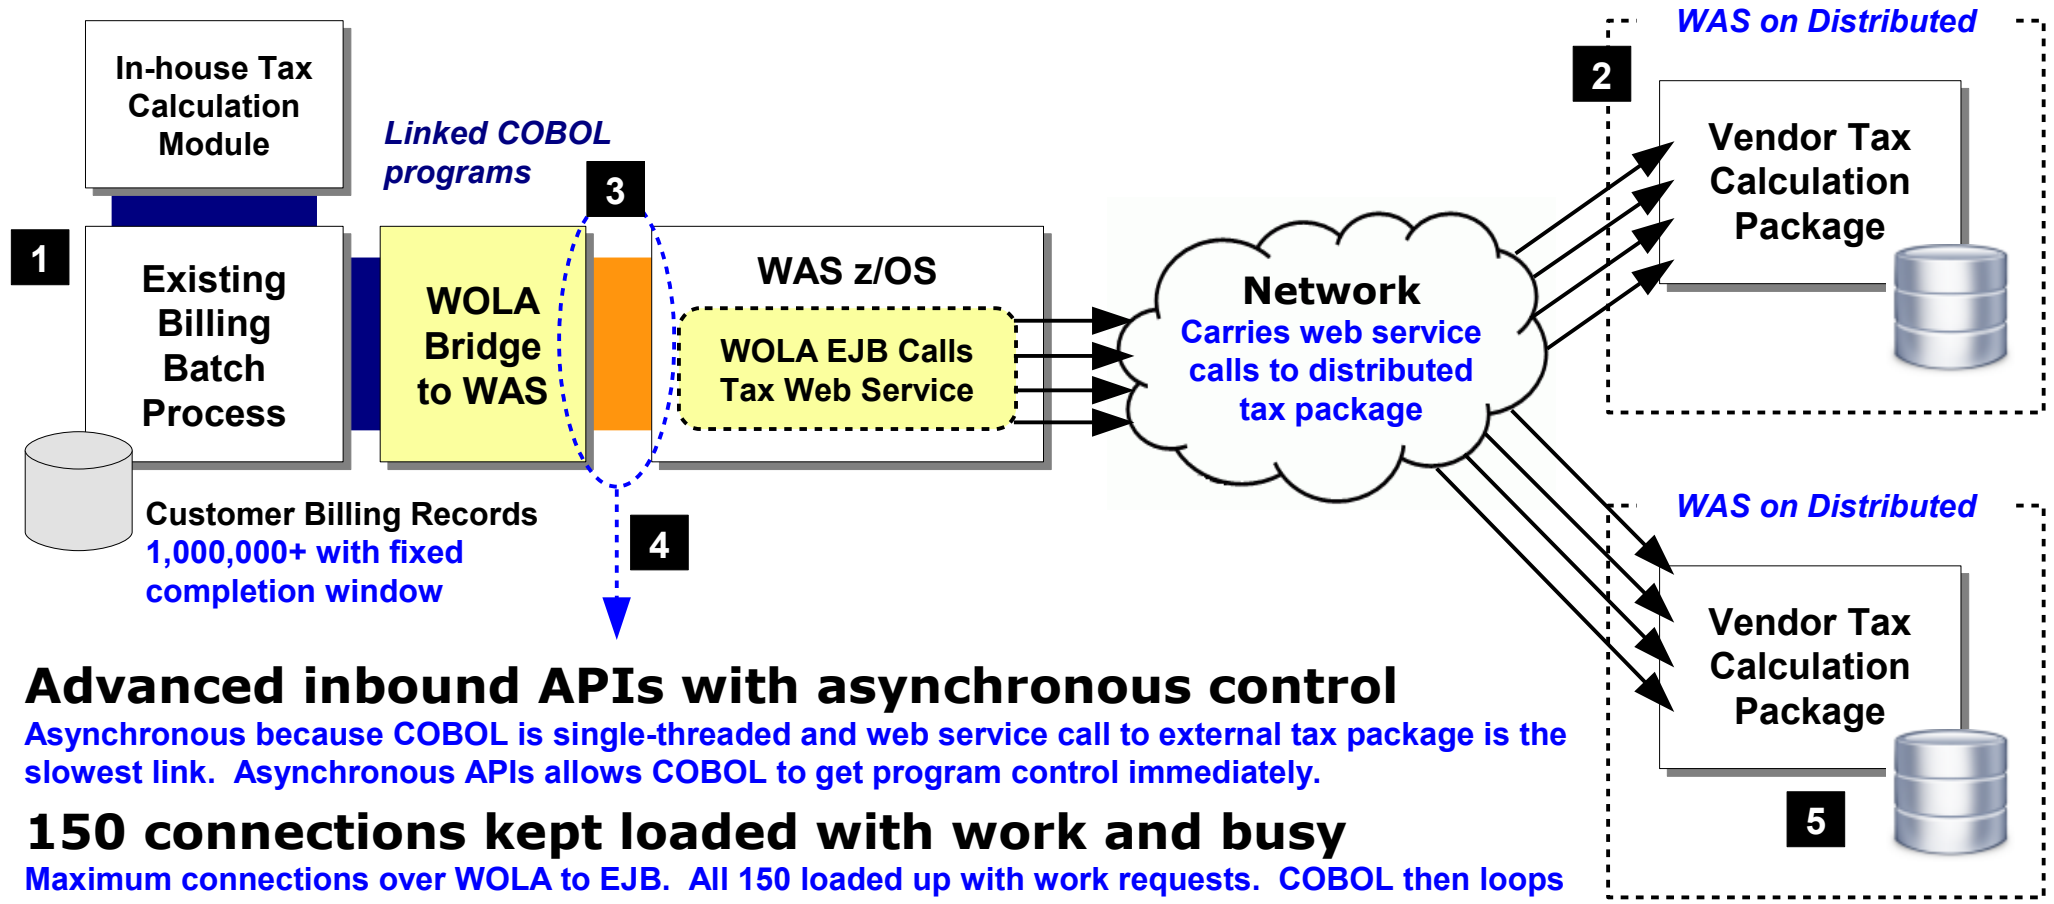 In-house Tax
Calculation
Module
Linked COBOL
programs
1
Existing
Billing
Batch
Process
WOLA
Bridge
to WAS
3
WAS z/OS
WOLA EJB Calls
Tax Web Service
Network
Carries web service
calls to distributed
tax package
WAS on Distributed
2
Vendor Tax
Calculation
Package
Customer Billing Records
1,000,000+ with fixed
completion window
4
WAS on Distributed
Vendor Tax
Calculation
Package
5
Advanced inbound APIs with asynchronous control
Asynchronous because COBOL is single-threaded and web service call to external tax package is the
slowest link.  Asynchronous APIs allows COBOL to get program control immediately.
150 connections kept loaded with work and busy
Maximum connections over WOLA to EJB.  All 150 loaded up with work requests.  COBOL then loops